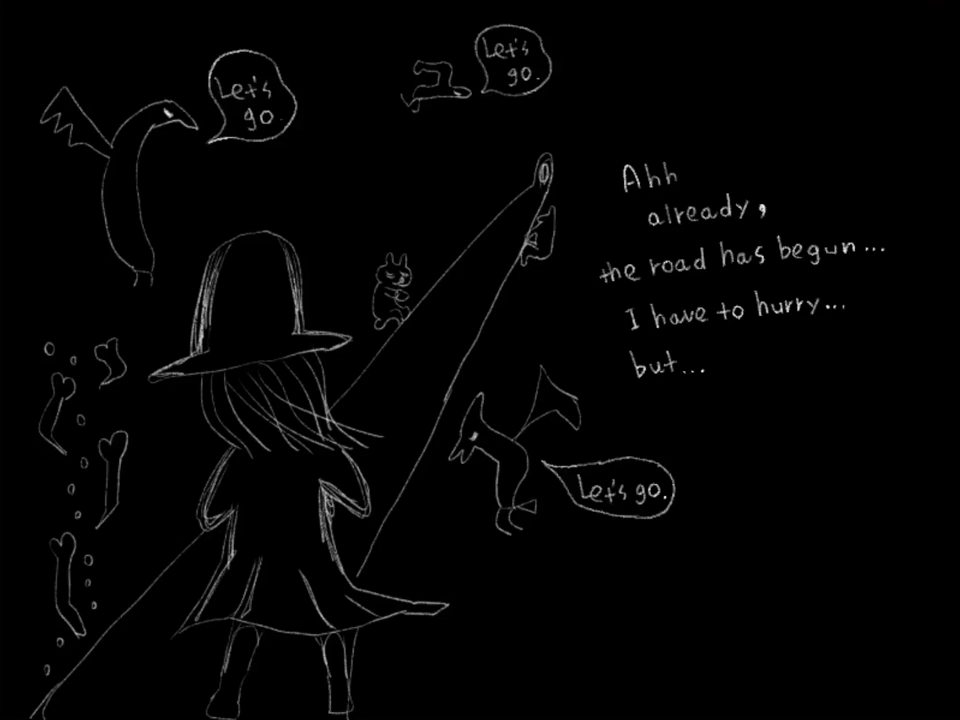 Let's
go.
Let's
go.
Ahh
already,
the road has begun...
I have to hurry...
but...
Let's go.